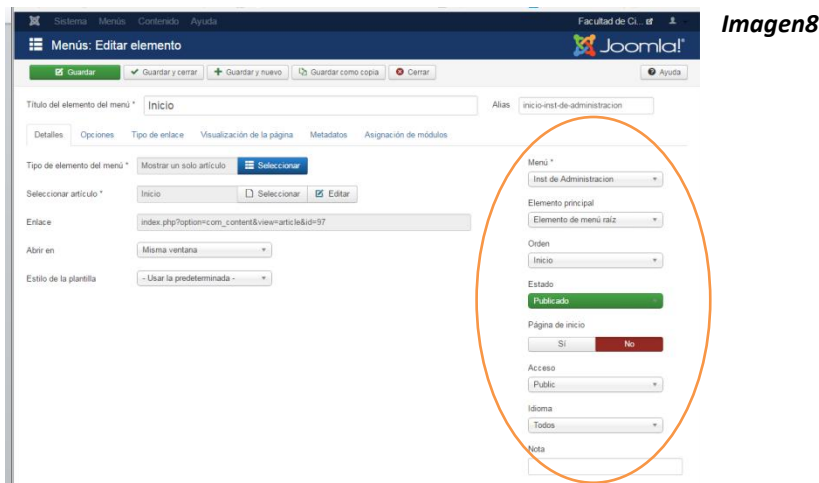 Sistema Menús Contenido Ayuda Facultad de Ci...
Imagen8
Menús: Editar elemento Joomla!
Guardar Guardar y cerrar Guardar y nuevo Guardar como copia Cerrar Ayuda
Título del elemento del menú * Inicio Alias inicio-inst-de-administracion
Detalles Opciones Tipo de enlace Visualización de la página Metadatos Asignación de módulos
Tipo de elemento del menú * Mostrar un solo artículo Seleccionar
Seleccionar artículo * Inicio Seleccionar Editar
Enlace index.php?option=com_content&view=article&id=97
Abrir en Misma ventana
Estilo de la plantilla - Usar la predeterminada -
Menú *
Inst de Administracion
Elemento principal
Elemento de menú raíz
Orden
Inicio
Estado
Publicado
Página de inicio
Sí No
Acceso
Public
Idioma
Todos
Nota